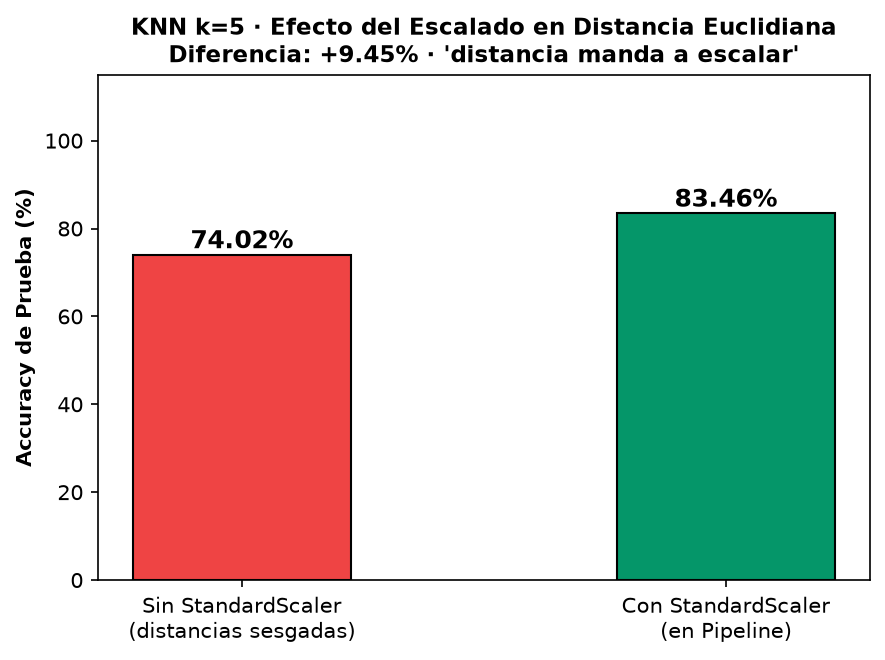 KNN k=5 · Efecto del Escalado en Distancia Euclidiana
Diferencia: +9.45% · 'distancia manda a escalar'
Accuracy de Prueba (%)
100
80
60
40
20
0
74.02%
83.46%
Sin StandardScaler
(distancias sesgadas)
Con StandardScaler
(en Pipeline)